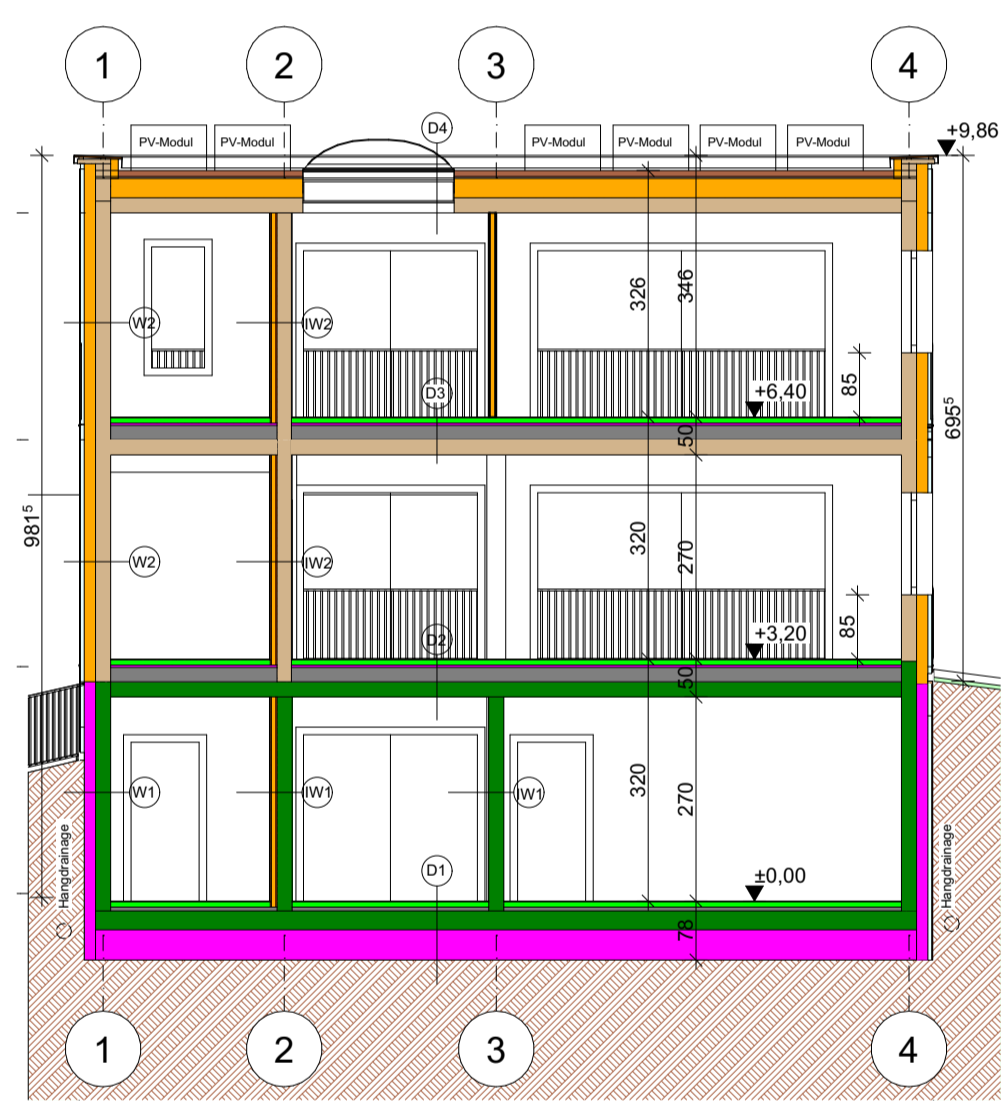 1 2 3 4
D4
+9,86
PV-Modul PV-Modul PV-Modul PV-Modul PV-Modul PV-Modul
326 346
W2 IW2
D3
+6,40
85
50
695⁵
981⁵
320 270
W2 IW2
D2
+3,20
85
50
320 270
W1 IW1 IW1
Hangdrainage
Hangdrainage
D1
±0,00
78
1 2 3 4